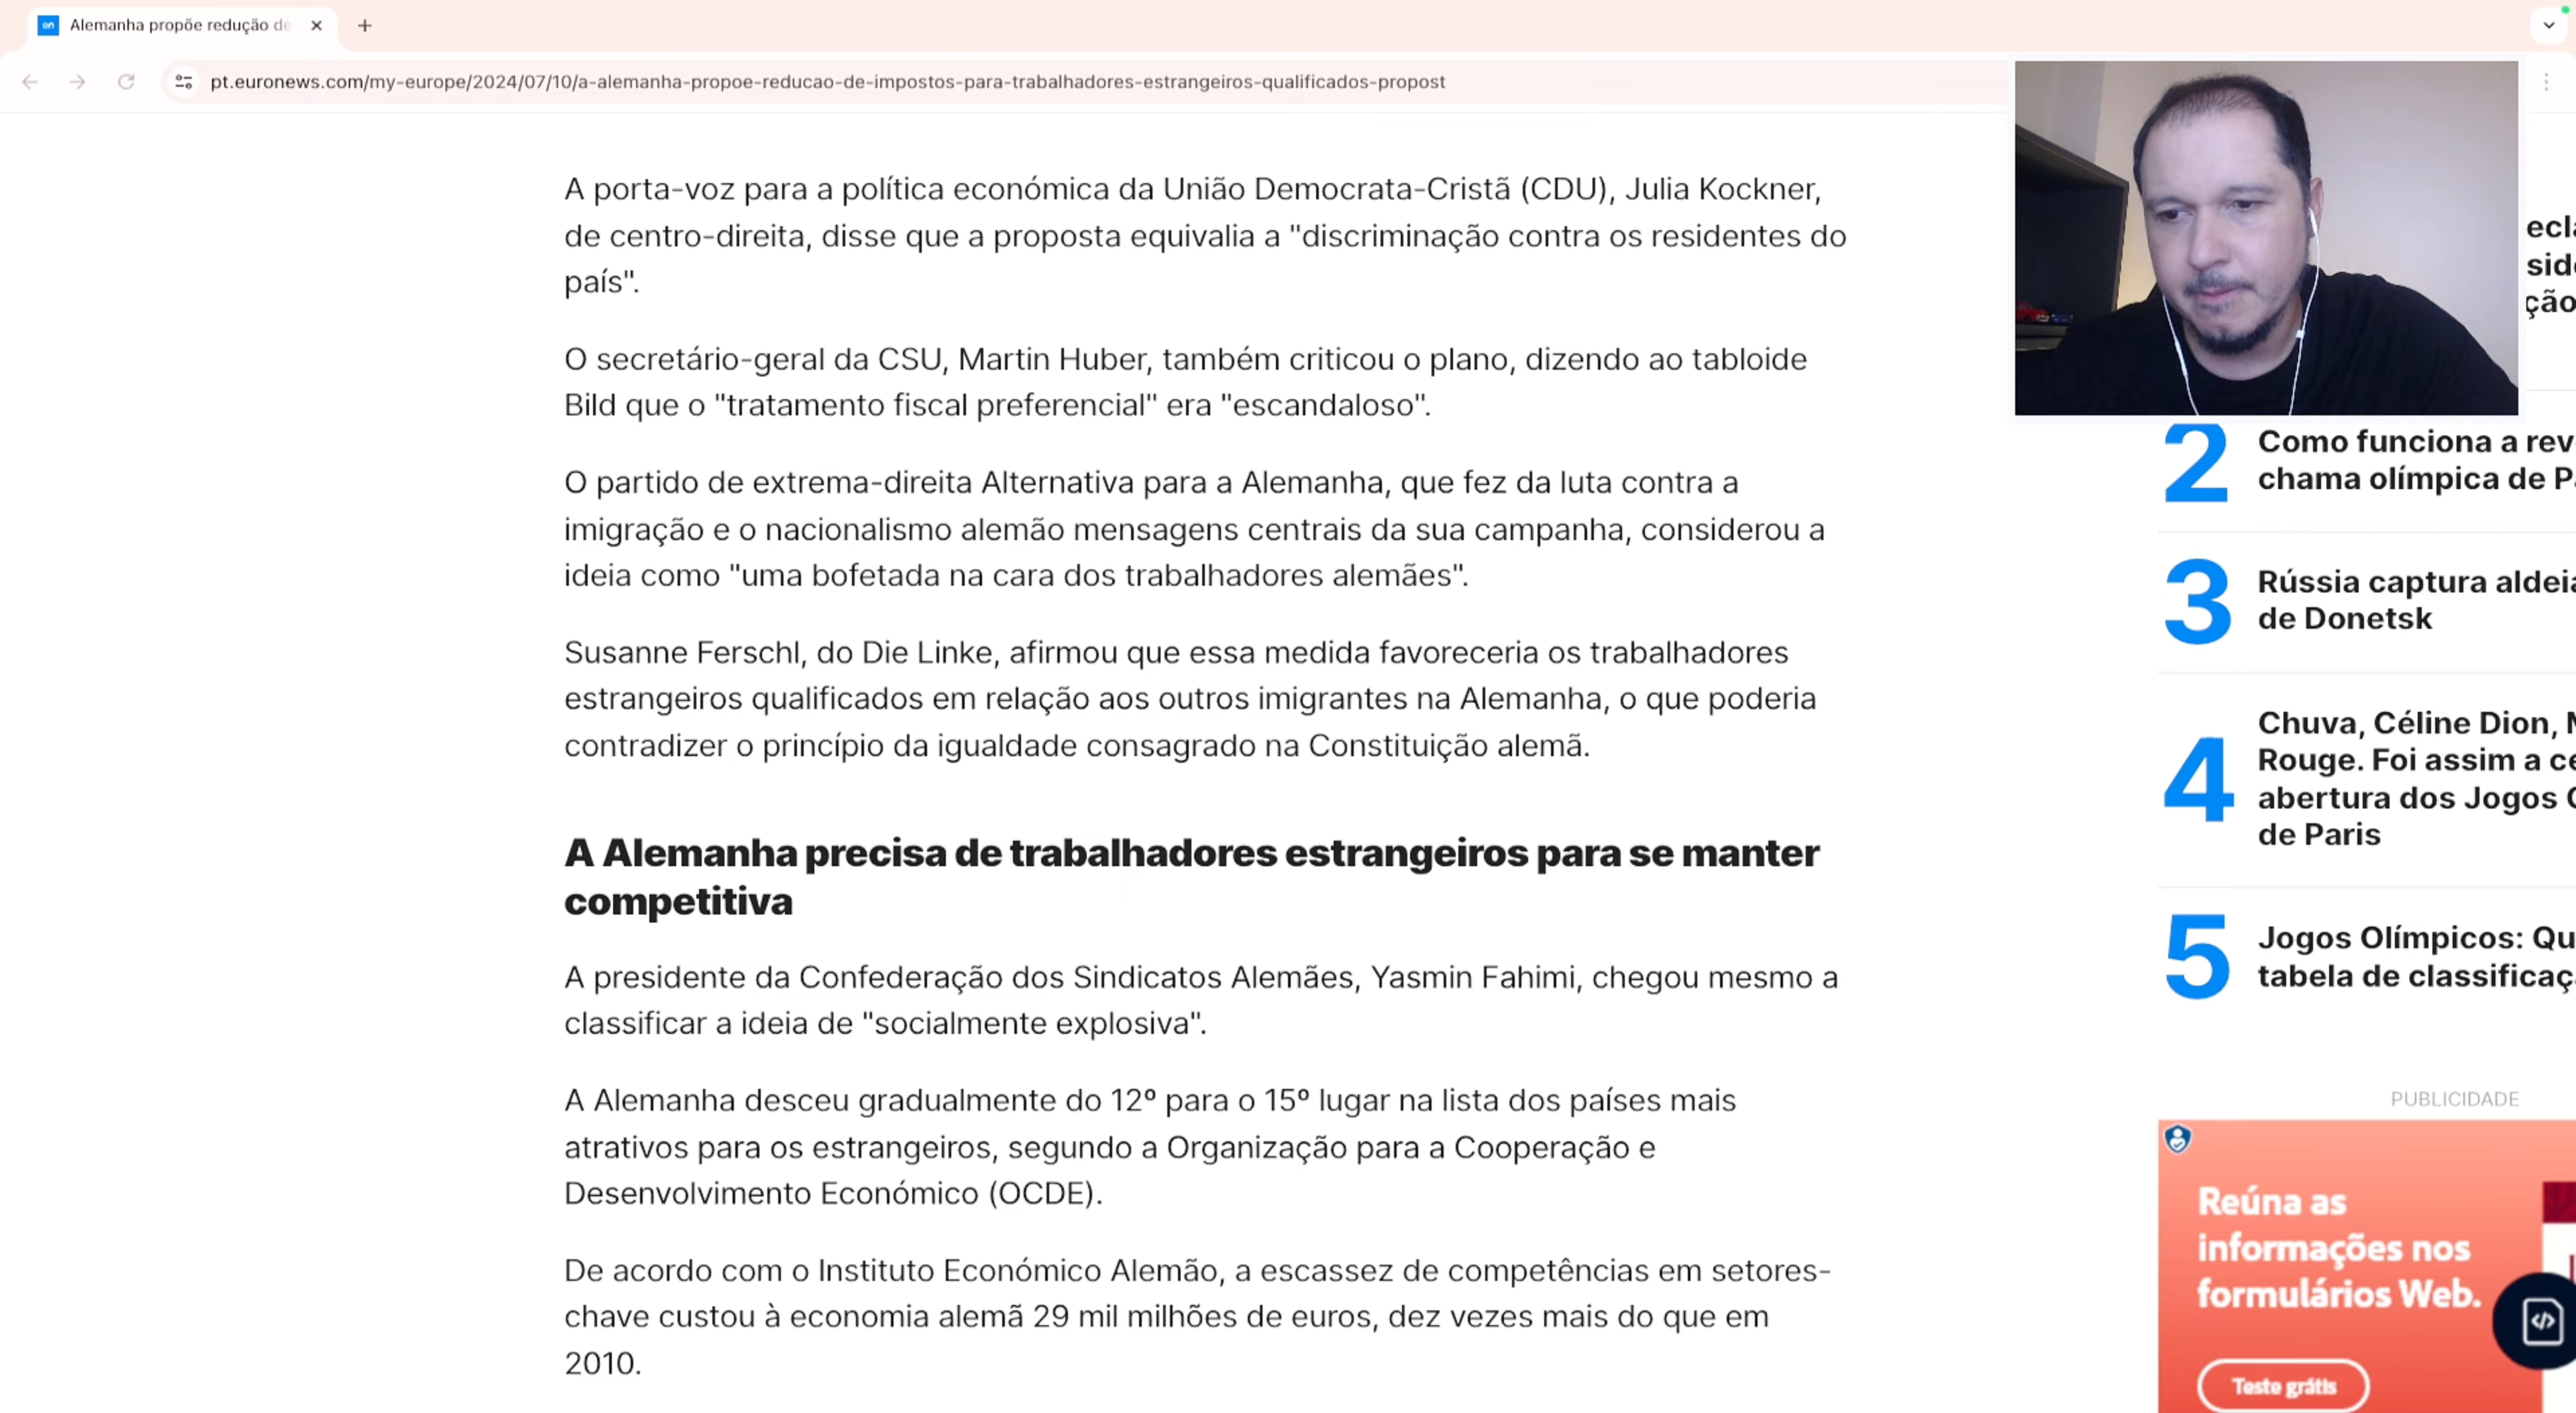 Alemanha propõe redução de
pt.euronews.com/my-europe/2024/07/10/a-alemanha-propoe-reducao-de-impostos-para-trabalhadores-estrangeiros-qualificados-propost
A porta-voz para a política económica da União Democrata-Cristã (CDU), Julia Kockner,
de centro-direita, disse que a proposta equivalia a "discriminação contra os residentes do
país".
O secretário-geral da CSU, Martin Huber, também criticou o plano, dizendo ao tabloide
Bild que o "tratamento fiscal preferencial" era "escandaloso".
O partido de extrema-direita Alternativa para a Alemanha, que fez da luta contra a
imigração e o nacionalismo alemão mensagens centrais da sua campanha, considerou a
ideia como "uma bofetada na cara dos trabalhadores alemães".
Susanne Ferschl, do Die Linke, afirmou que essa medida favoreceria os trabalhadores
estrangeiros qualificados em relação aos outros imigrantes na Alemanha, o que poderia
contradizer o princípio da igualdade consagrado na Constituição alemã.
A Alemanha precisa de trabalhadores estrangeiros para se manter
competitiva
A presidente da Confederação dos Sindicatos Alemães, Yasmin Fahimi, chegou mesmo a
classificar a ideia de "socialmente explosiva".
A Alemanha desceu gradualmente do 12º para o 15º lugar na lista dos países mais
atrativos para os estrangeiros, segundo a Organização para a Cooperação e
Desenvolvimento Económico (OCDE).
De acordo com o Instituto Económico Alemão, a escassez de competências em setores-
chave custou à economia alemã 29 mil milhões de euros, dez vezes mais do que em
2010.
ecl
sid
ção
2
Como funciona a rev
chama olímpica de P
3
Rússia captura aldei
de Donetsk
4
Chuva, Céline Dion, M
Rouge. Foi assim a ce
abertura dos Jogos
de Paris
5
Jogos Olímpicos: Qu
tabela de classificaç
PUBLICIDADE
Reúna as
informações nos
formulários Web.
Teste grátis